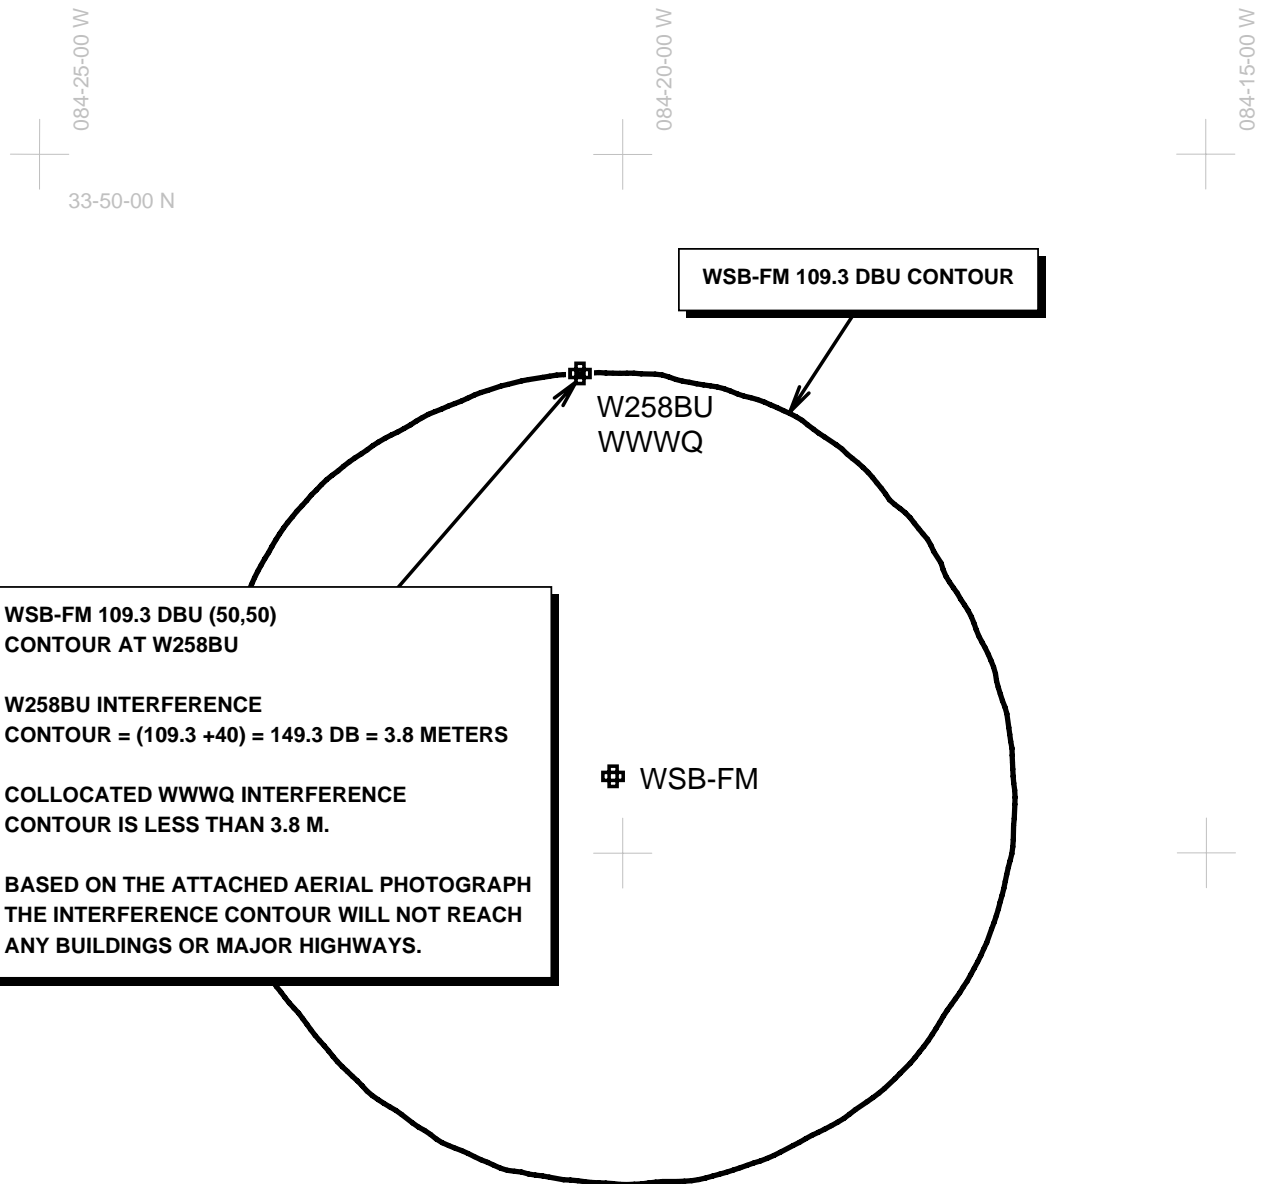 084-25-00 W
084-20-00 W
084-15-00 W
33-50-00 N
WSB-FM 109.3 DBU CONTOUR
W258BU
WWWQ
WSB-FM 109.3 DBU (50,50)
CONTOUR AT W258BU
W258BU INTERFERENCE
CONTOUR = (109.3 +40) = 149.3 DB = 3.8 METERS
COLLOCATED WWWQ INTERFERENCE
CONTOUR IS LESS THAN 3.8 M.
BASED ON THE ATTACHED AERIAL PHOTOGRAPH
THE INTERFERENCE CONTOUR WILL NOT REACH
ANY BUILDINGS OR MAJOR HIGHWAYS.
WSB-FM